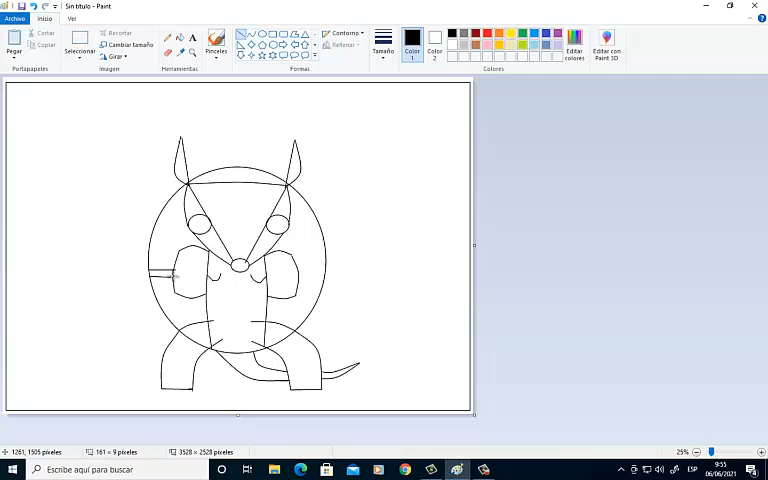 Sin título - Paint
Archivo Inicio Ver
Pegar
Cortar
Copiar
Portapapeles
Seleccionar
Recortar
Cambiar tamaño
Girar
Imagen
Herramientas
Pinceles
Contorno
Rellenar
Formas
Tamaño
Color 1
Color 2
Colores
Editar colores
Editar con Paint 3D
1261, 1505 píxeles
161 × 9 píxeles
3528 × 2528 píxeles
25%
Escribe aquí para buscar
ESP
9:55
06/06/2021